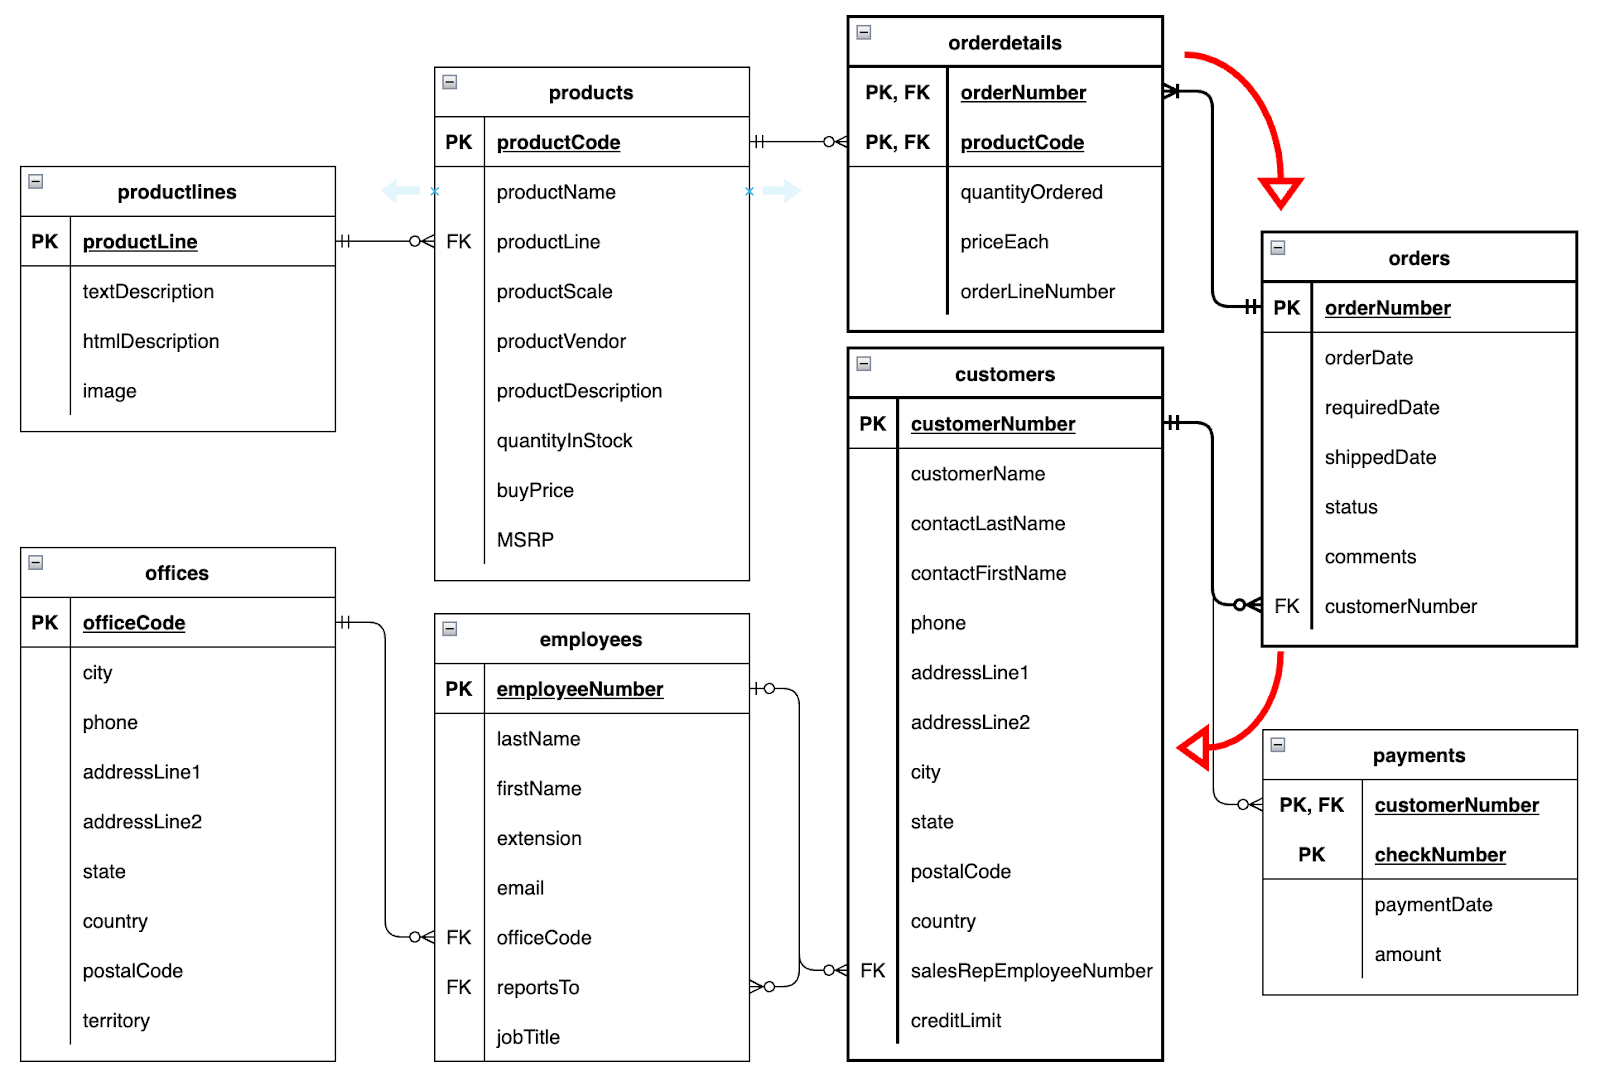 productlines
PK productLine
textDescription
htmlDescription
image
products
PK productCode
productName
FK productLine
productScale
productVendor
productDescription
quantityInStock
buyPrice
MSRP
orderdetails
PK, FK orderNumber
PK, FK productCode
quantityOrdered
priceEach
orderLineNumber
orders
PK orderNumber
orderDate
requiredDate
shippedDate
status
comments
FK customerNumber
customers
PK customerNumber
customerName
contactLastName
contactFirstName
phone
addressLine1
addressLine2
city
state
postalCode
country
FK salesRepEmployeeNumber
creditLimit
offices
PK officeCode
city
phone
addressLine1
addressLine2
state
country
postalCode
territory
employees
PK employeeNumber
lastName
firstName
extension
email
FK officeCode
FK reportsTo
jobTitle
payments
PK, FK customerNumber
PK checkNumber
paymentDate
amount